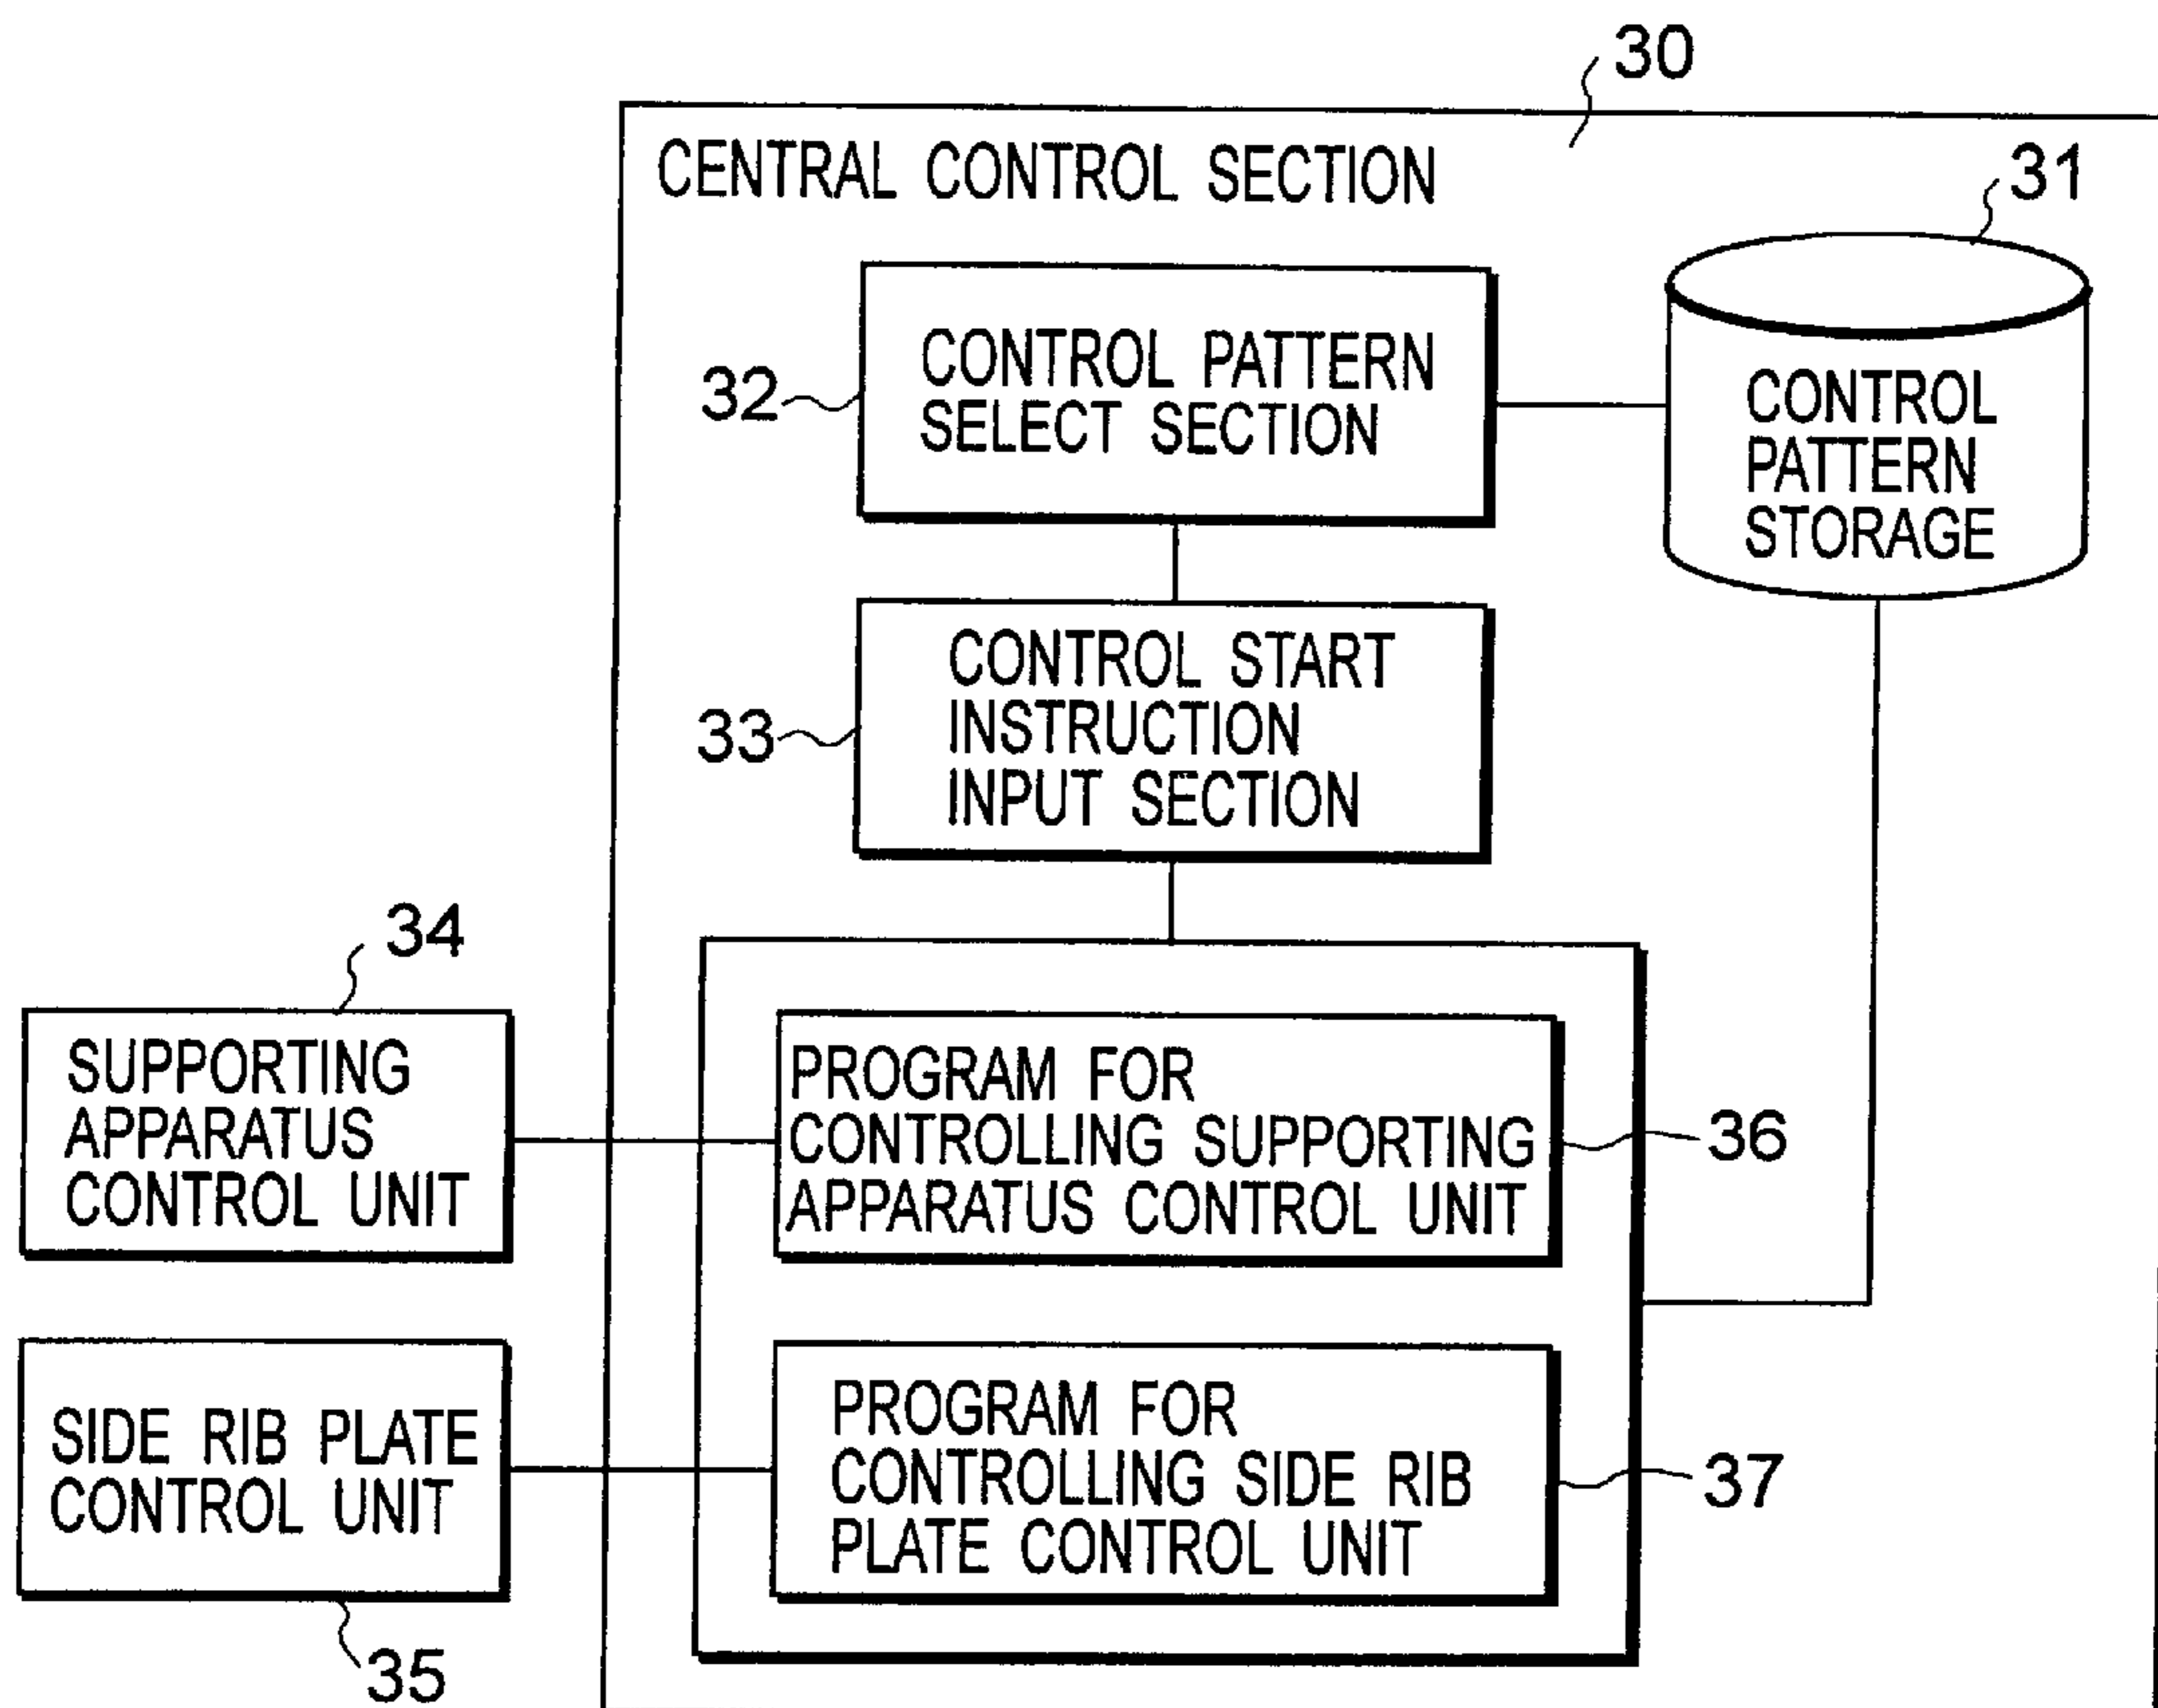 30
CENTRAL CONTROL SECTION
31
32
CONTROL PATTERN
SELECT SECTION
CONTROL
PATTERN
STORAGE
33
CONTROL START
INSTRUCTION
INPUT SECTION
34
SUPPORTING
APPARATUS
CONTROL UNIT
PROGRAM FOR
CONTROLLING SUPPORTING
APPARATUS CONTROL UNIT
36
SIDE RIB PLATE
CONTROL UNIT
35
PROGRAM FOR
CONTROLLING SIDE RIB
PLATE CONTROL UNIT
37